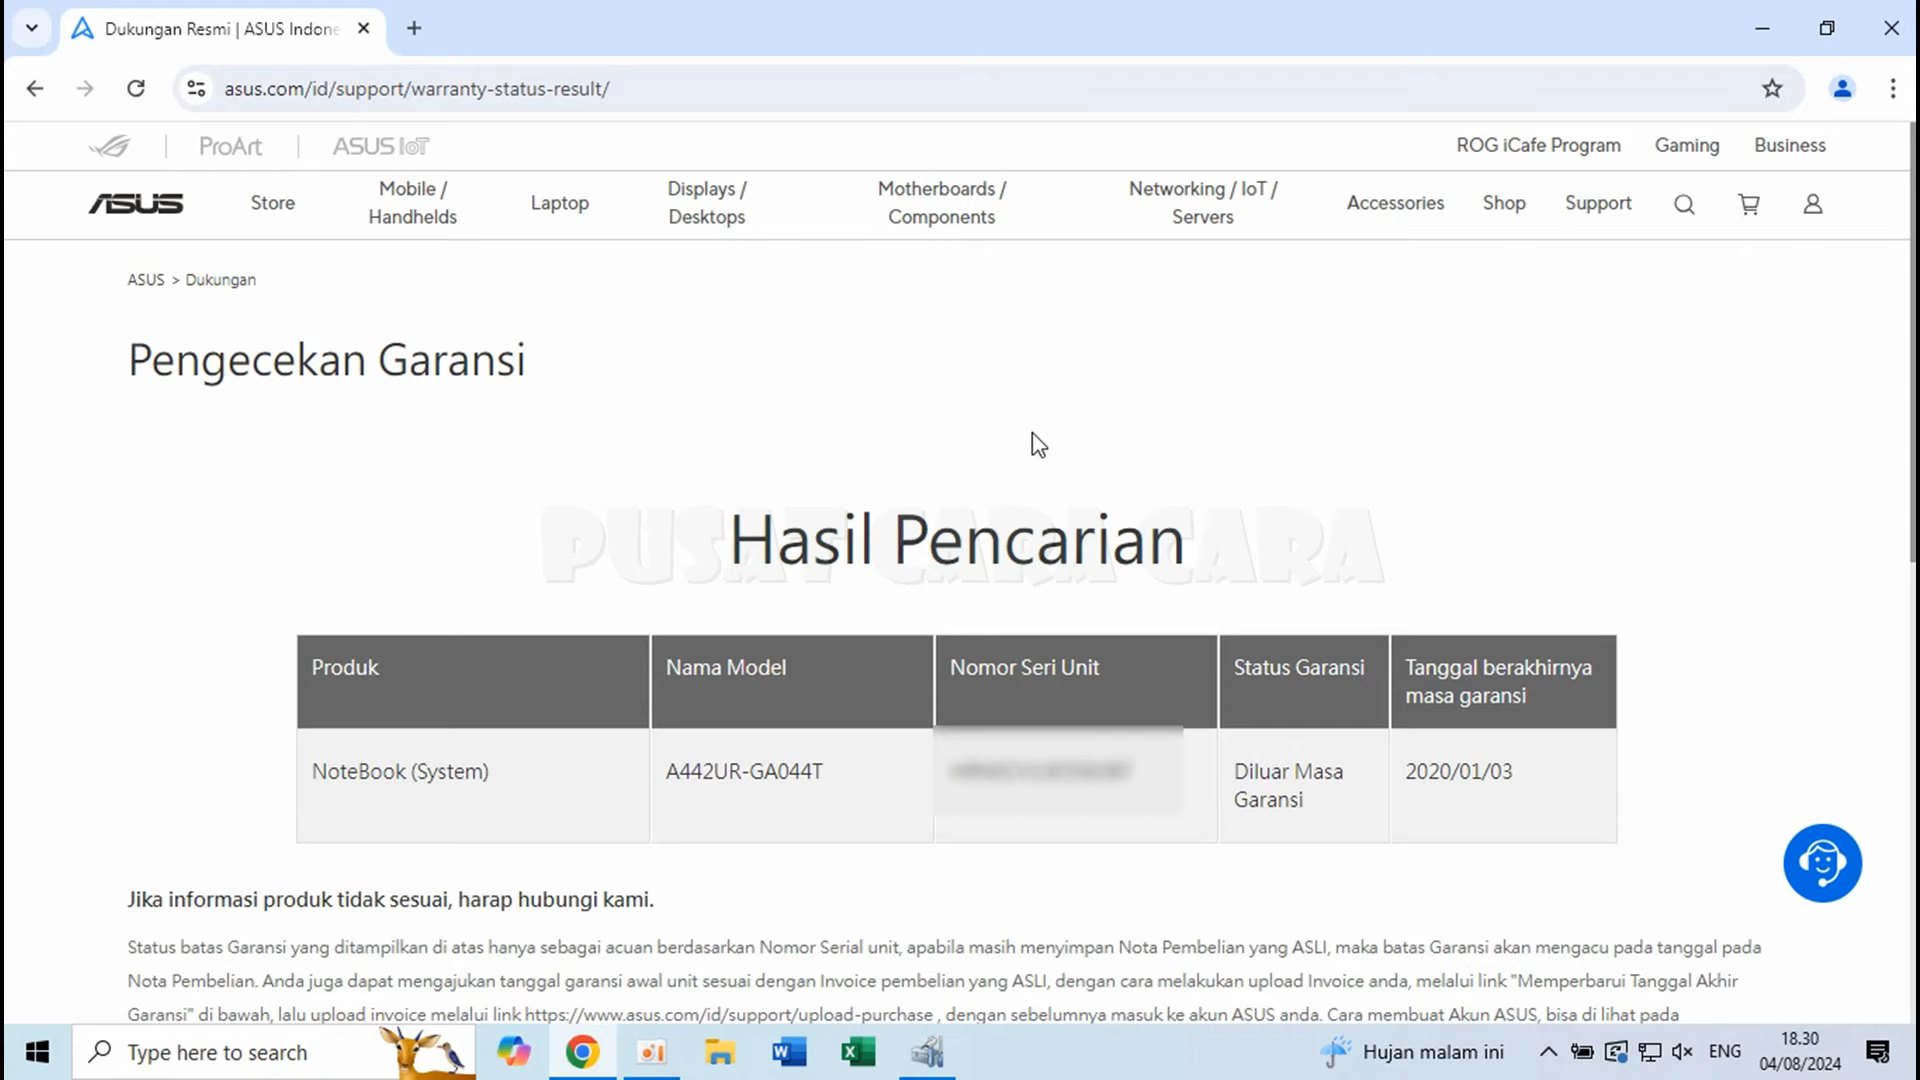 Dukungan Resmi | ASUS Indone
asus.com/id/support/warranty-status-result/
ProArt
ASUS IoT
ROG iCafe Program
Gaming
Business
ASUS
Store
Mobile /
Handhelds
Laptop
Displays /
Desktops
Motherboards /
Components
Networking / IoT /
Servers
Accessories
Shop
Support
ASUS > Dukungan
Pengecekan Garansi
PUSAT CARA CARA
Hasil Pencarian
Produk
Nama Model
Nomor Seri Unit
Status Garansi
Tanggal berakhirnya
masa garansi
NoteBook (System)
A442UR-GA044T
Diluar Masa
Garansi
2020/01/03
Jika informasi produk tidak sesuai, harap hubungi kami.
Status batas Garansi yang ditampilkan di atas hanya sebagai acuan berdasarkan Nomor Serial unit, apabila masih menyimpan Nota Pembelian yang ASLI, maka batas Garansi akan mengacu pada tanggal pada
Nota Pembelian. Anda juga dapat mengajukan tanggal garansi awal unit sesuai dengan Invoice pembelian yang ASLI, dengan cara melakukan upload Invoice anda, melalui link "Memperbarui Tanggal Akhir
Garansi" di bawah, lalu upload invoice melalui link https://www.asus.com/id/support/upload-purchase , dengan sebelumnya masuk ke akun ASUS anda. Cara membuat Akun ASUS, bisa di lihat pada
Type here to search
Hujan malam ini
ENG
18.30
04/08/2024